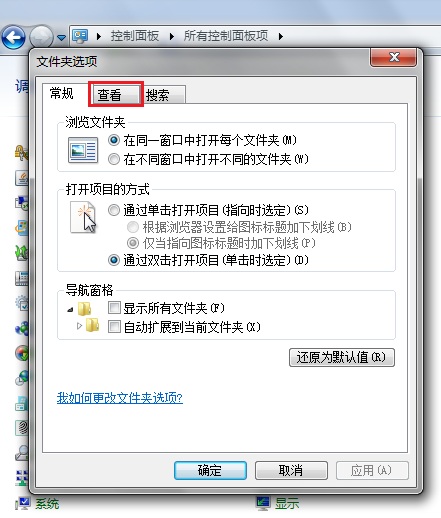 控制面板 ▸ 所有控制面板项 ▸
文件夹选项
调
常规 查看 搜索
浏览文件夹
在同一窗口中打开每个文件夹(M)
在不同窗口中打开不同的文件夹(W)
打开项目的方式
通过单击打开项目(指向时选定)(S)
根据浏览器设置给图标标题加下划线(B)
仅当指向图标标题时加下划线(P)
通过双击打开项目(单击时选定)(D)
导航窗格
显示所有文件夹(F)
自动扩展到当前文件夹(X)
还原为默认值(R)
我如何更改文件夹选项?
确定 取消 应用(A)
系统 显示